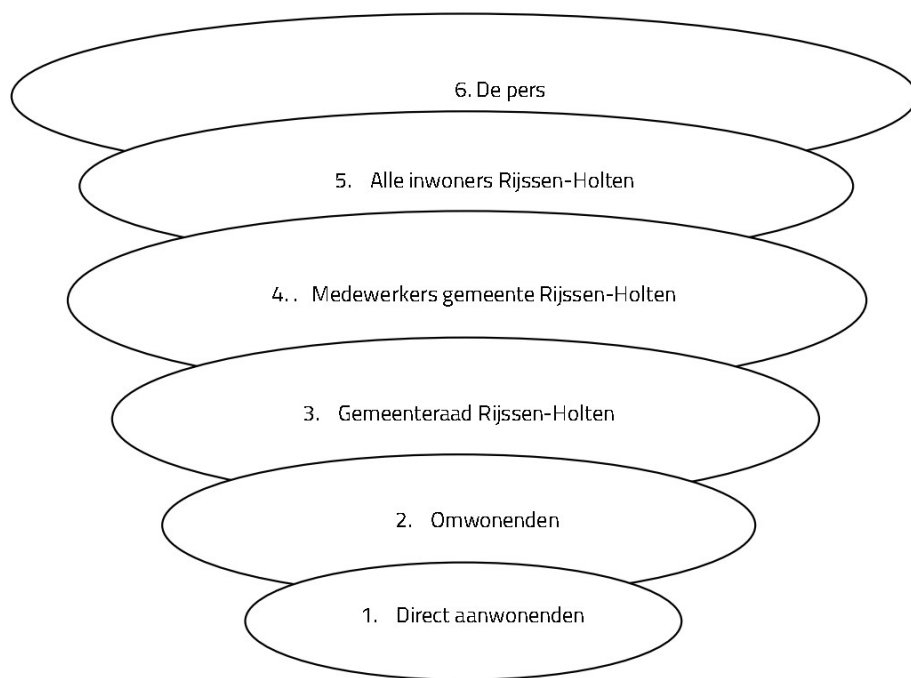 6. De pers
5. Alle inwoners Rijssen-Holten
4. . Medewerkers gemeente Rijssen-Holten
3. Gemeenteraad Rijssen-Holten
2. Omwonenden
1. Direct aanwonenden